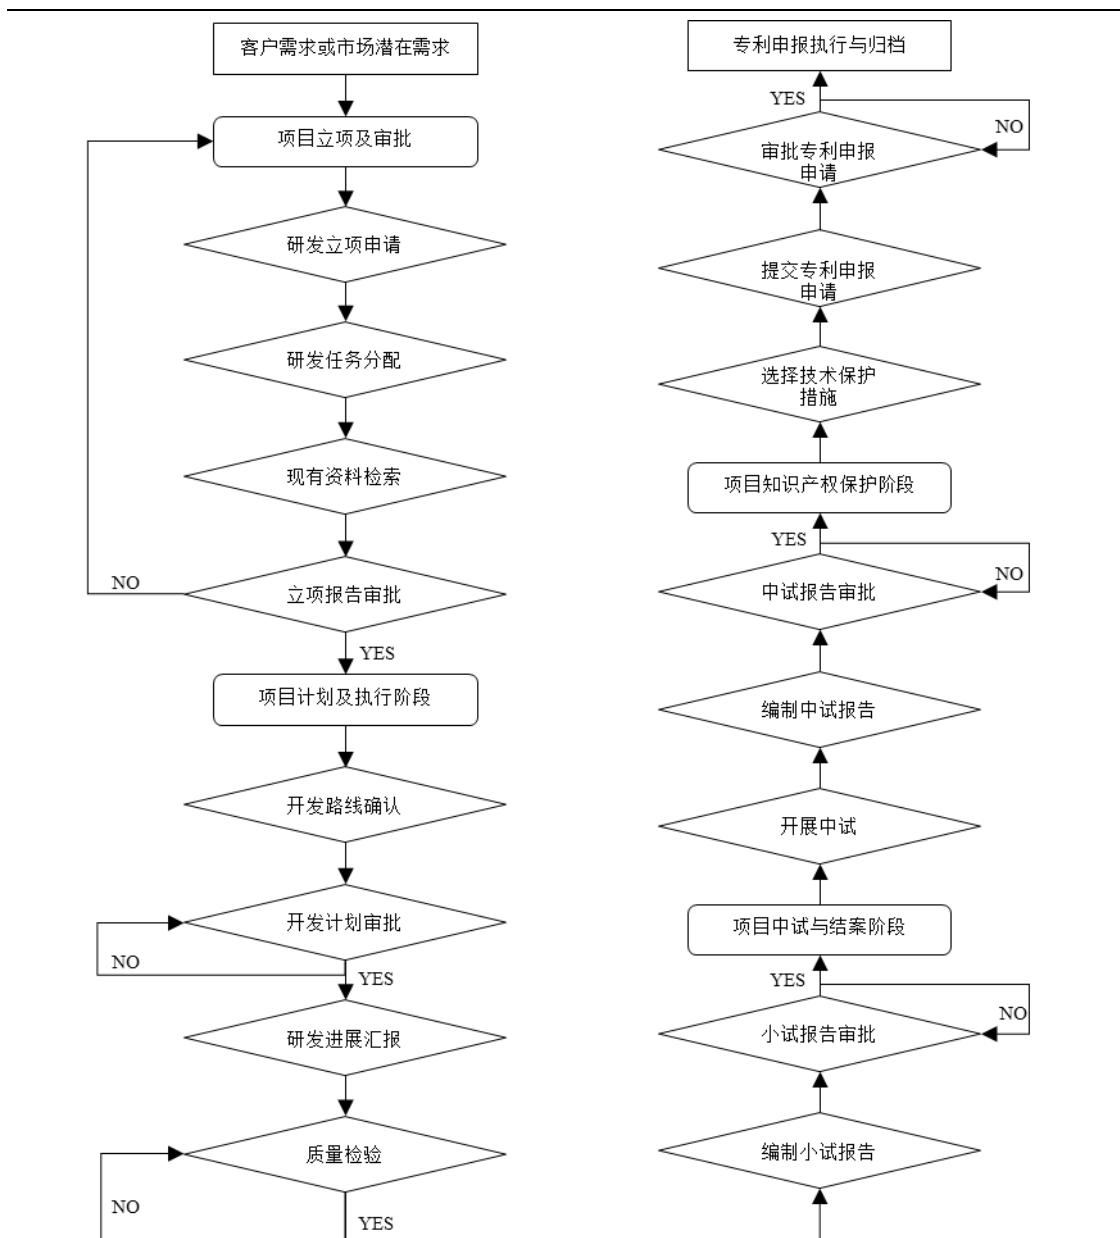 客户需求或市场潜在需求
项目立项及审批
研发立项申请
研发任务分配
现有资料检索
NO
立项报告审批
YES
项目计划及执行阶段
开发路线确认
开发计划审批
NO
YES
研发进展汇报
质量检验
NO
YES
专利申报执行与归档
YES
NO
审批专利申报
申请
提交专利申报
申请
选择技术保护
措施
项目知识产权保护阶段
YES
NO
中试报告审批
编制中试报告
开展中试
项目中试与结案阶段
YES
NO
小试报告审批
编制小试报告